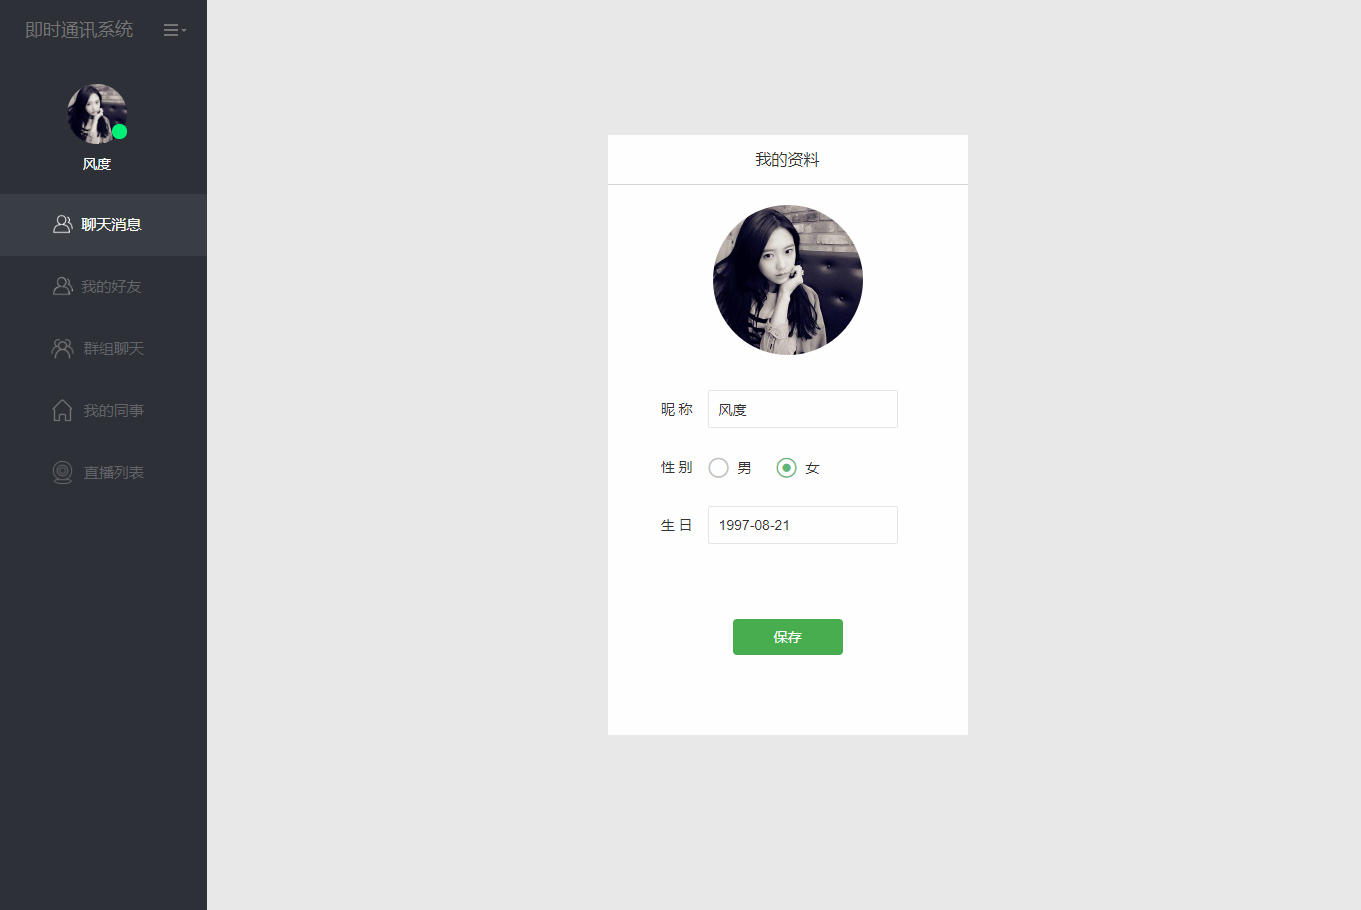 即时通讯系统
风度
聊天消息
我的好友
群组聊天
我的同事
直播列表
我的资料
昵 称 风度
性 别 男 女
生 日 1997-08-21
保存